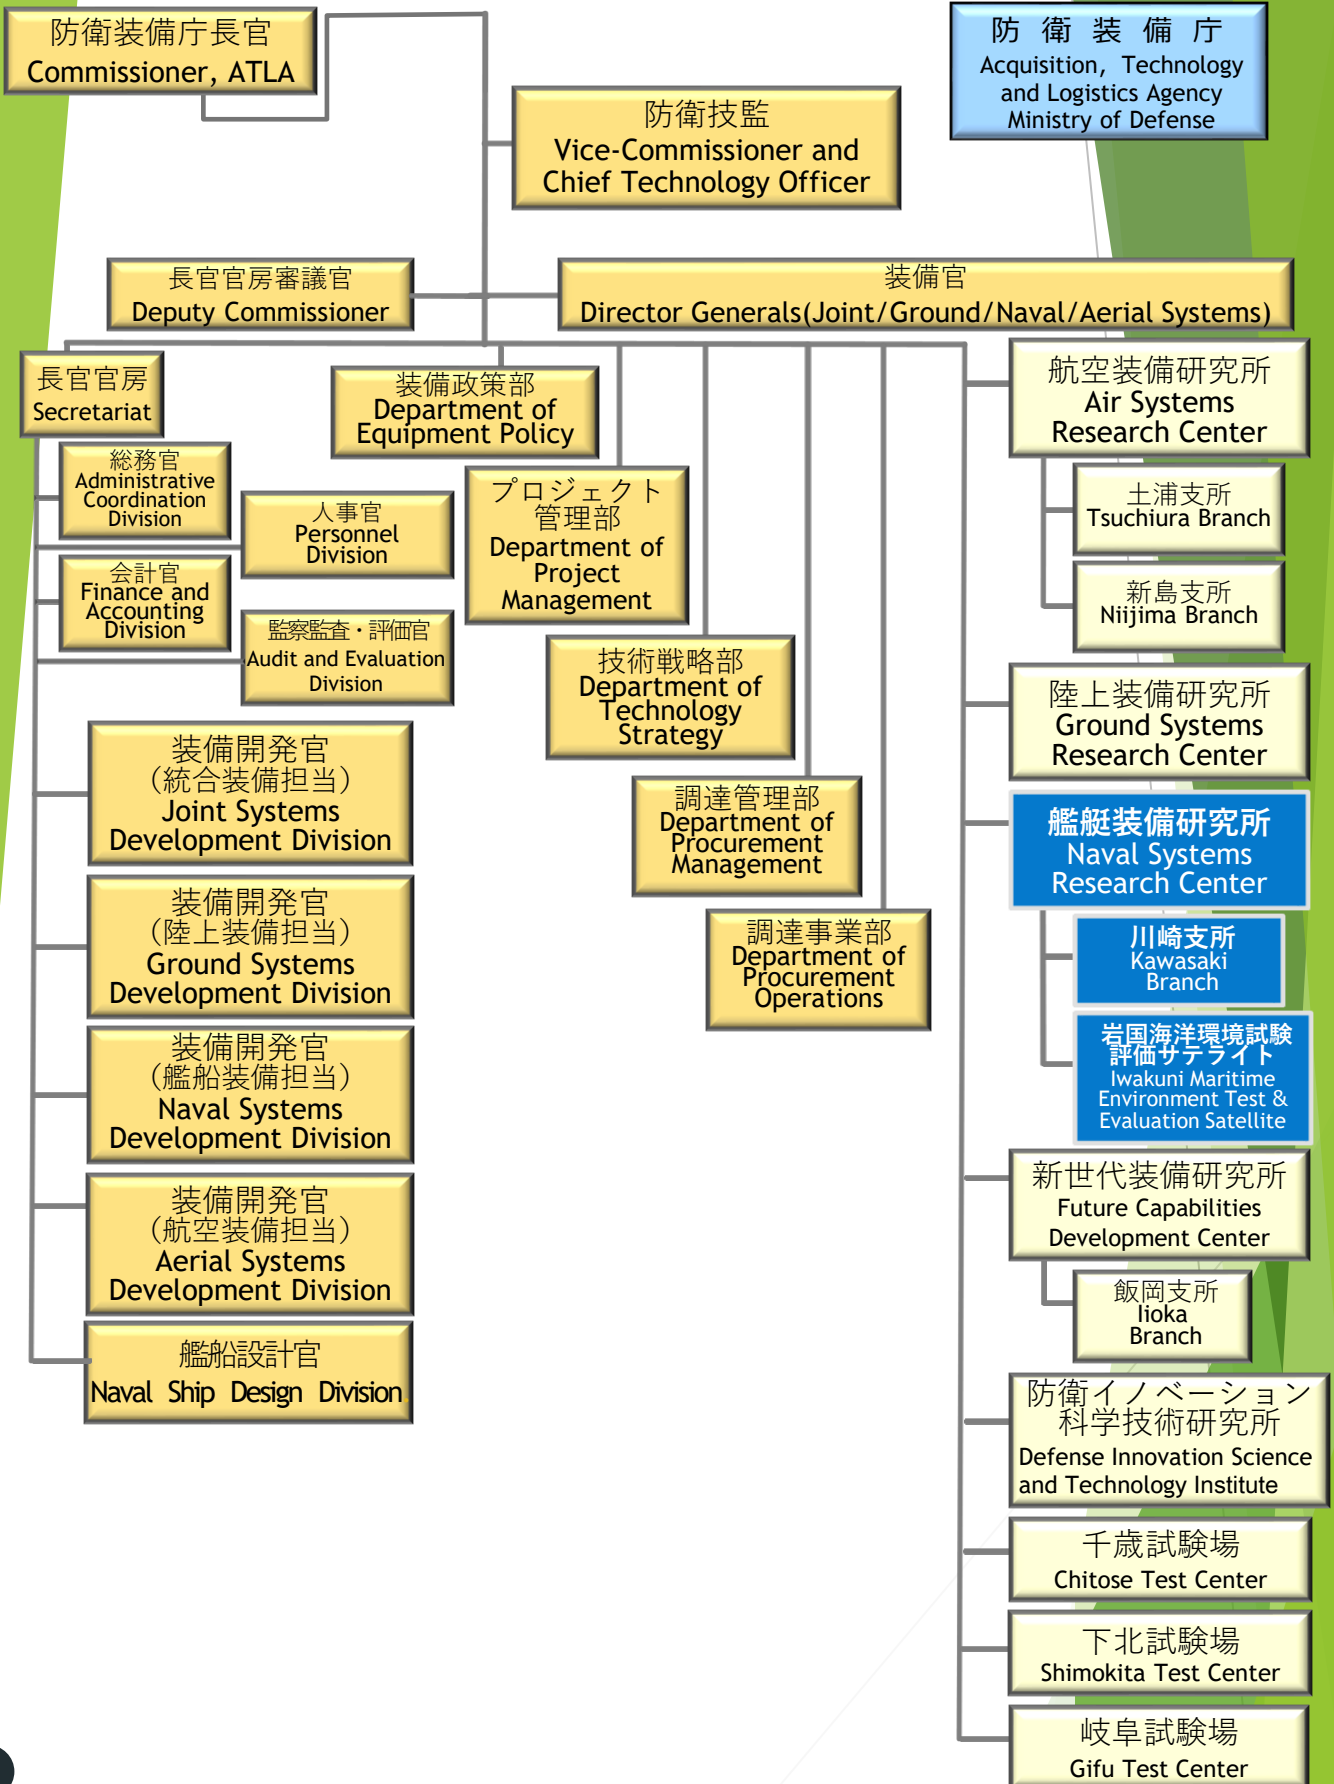 防衛装備庁長官
Commissioner, ATLA
防衛装備庁
Acquisition, Technology
and Logistics Agency
Ministry of Defense
防衛技監
Vice-Commissioner and
Chief Technology Officer
長官官房審議官
Deputy Commissioner
装備官
Director Generals(Joint/Ground/Naval/Aerial Systems)
長官官房
Secretariat
総務官
Administrative
Coordination
Division
人事官
Personnel
Division
会計官
Finance and
Accounting
Division
監察監査・評価官
Audit and Evaluation
Division
装備開発官
（統合装備担当）
Joint Systems
Development Division
装備開発官
（陸上装備担当）
Ground Systems
Development Division
装備開発官
（艦船装備担当）
Naval Systems
Development Division
装備開発官
（航空装備担当）
Aerial Systems
Development Division
艦船設計官
Naval Ship Design Division
装備政策部
Department of
Equipment Policy
プロジェクト
管理部
Department of
Project
Management
技術戦略部
Department of
Technology
Strategy
調達管理部
Department of
Procurement
Management
調達事業部
Department of
Procurement
Operations
航空装備研究所
Air Systems
Research Center
土浦支所
Tsuchiura Branch
新島支所
Niijima Branch
陸上装備研究所
Ground Systems
Research Center
艦艇装備研究所
Naval Systems
Research Center
川崎支所
Kawasaki
Branch
岩国海洋環境試験
評価サテライト
Iwakuni Maritime
Environment Test &
Evaluation Satellite
新世代装備研究所
Future Capabilities
Development Center
飯岡支所
Iioka
Branch
防衛イノベーション
科学技術研究所
Defense Innovation Science
and Technology Institute
千歳試験場
Chitose Test Center
下北試験場
Shimokita Test Center
岐阜試験場
Gifu Test Center